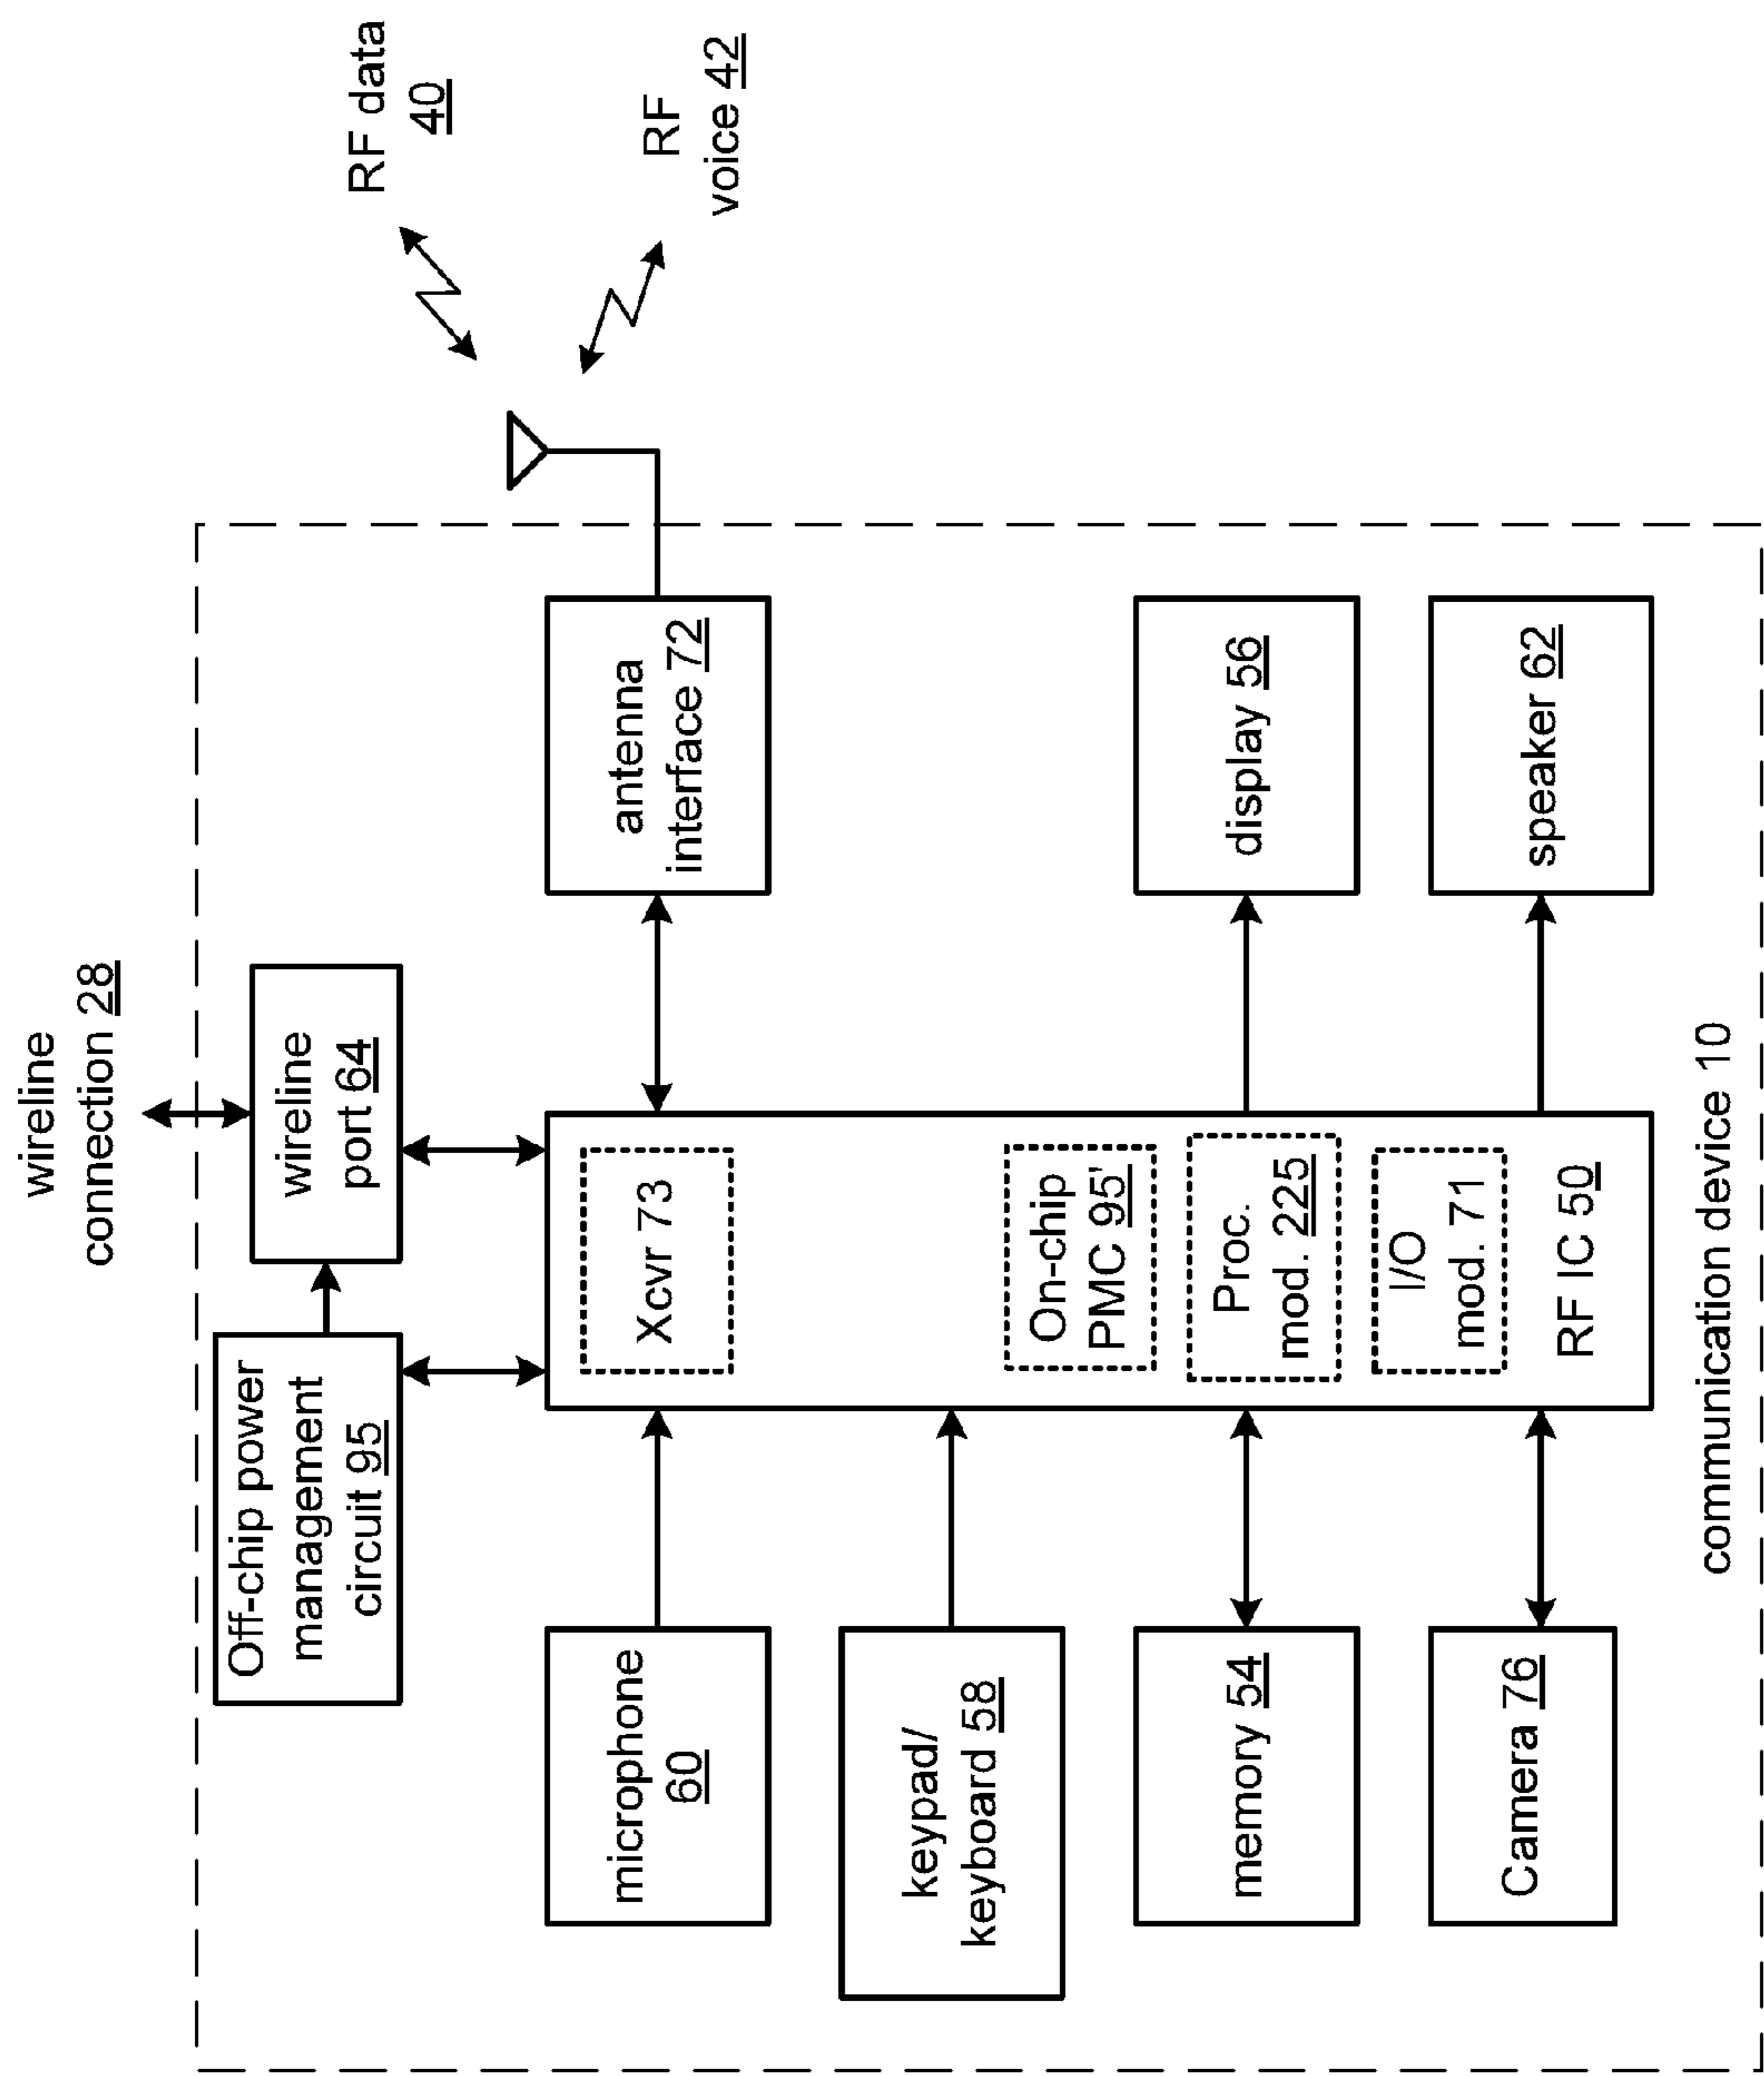 wireline
connection 28
RF data
40
RF
voice 42
Off-chip power
management
circuit 95
wireline
port 64
microphone
60
Xcvr 73
antenna
interface 72
keypad/
keyboard 58
On-chip
PMC 95'
memory 54
Proc.
mod. 225
display 56
Camera 76
I/O
mod. 71
RF IC 50
speaker 62
communication device 10